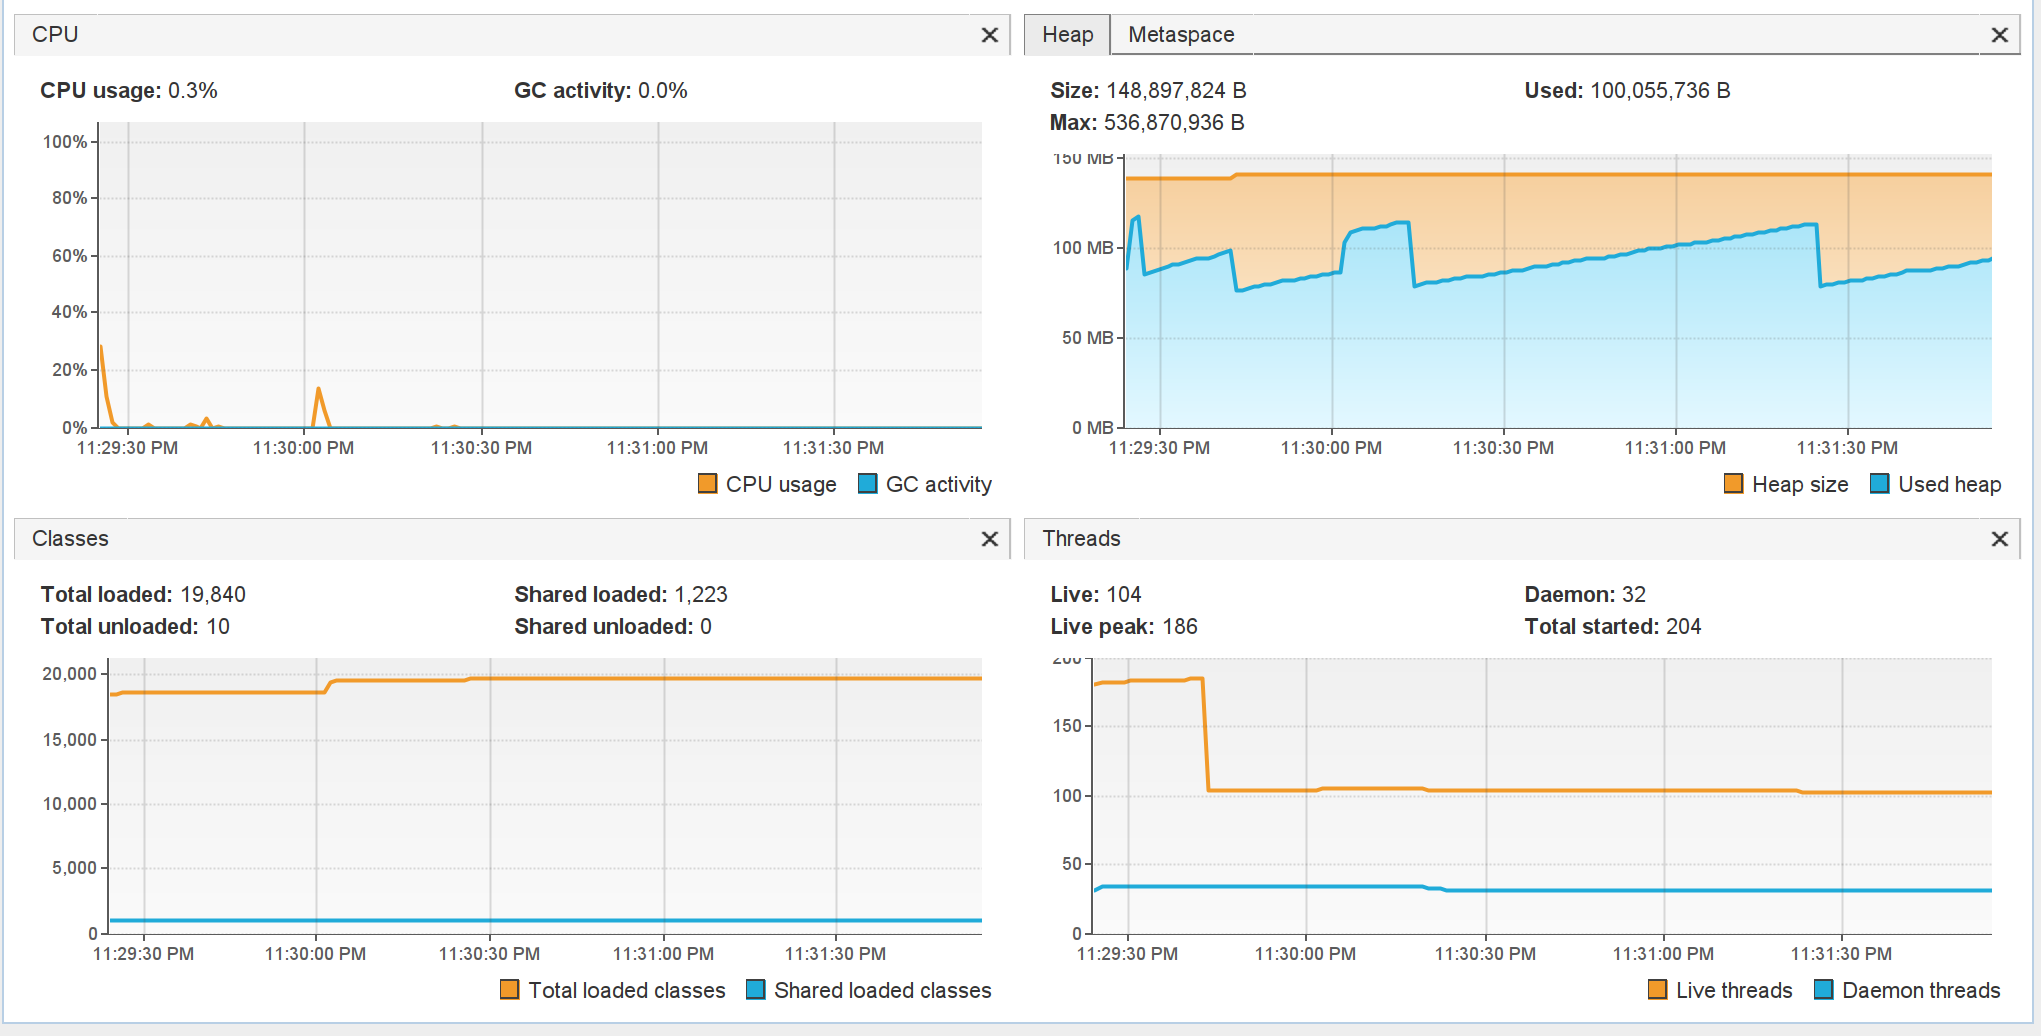 CPU
CPU usage: 0.3% GC activity: 0.0%
100%
80%
60%
40%
20%
0%
11:29:30 PM 11:30:00 PM 11:30:30 PM 11:31:00 PM 11:31:30 PM
CPU usage GC activity
Heap Metaspace
Size: 148,897,824 B Used: 100,055,736 B
Max: 536,870,936 B
150 MB
100 MB
50 MB
0 MB
11:29:30 PM 11:30:00 PM 11:30:30 PM 11:31:00 PM 11:31:30 PM
Heap size Used heap
Classes
Total loaded: 19,840 Shared loaded: 1,223
Total unloaded: 10 Shared unloaded: 0
20,000
15,000
10,000
5,000
0
11:29:30 PM 11:30:00 PM 11:30:30 PM 11:31:00 PM 11:31:30 PM
Total loaded classes Shared loaded classes
Threads
Live: 104 Daemon: 32
Live peak: 186 Total started: 204
200
150
100
50
0
11:29:30 PM 11:30:00 PM 11:30:30 PM 11:31:00 PM 11:31:30 PM
Live threads Daemon threads